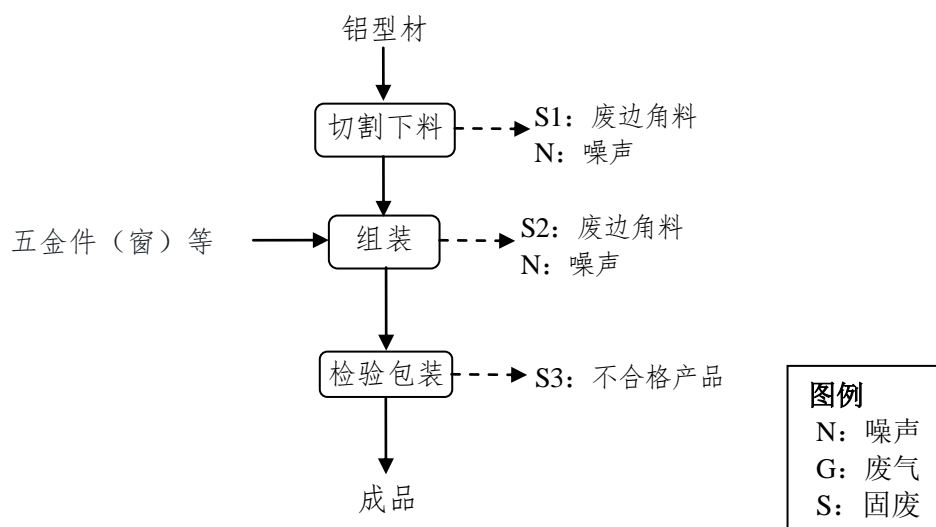 铝型材
切割下料
S1：废边角料
N：噪声
五金件（窗）等
组装
S2：废边角料
N：噪声
检验包装
S3：不合格产品
成品
图例
N：噪声
G：废气
S：固废